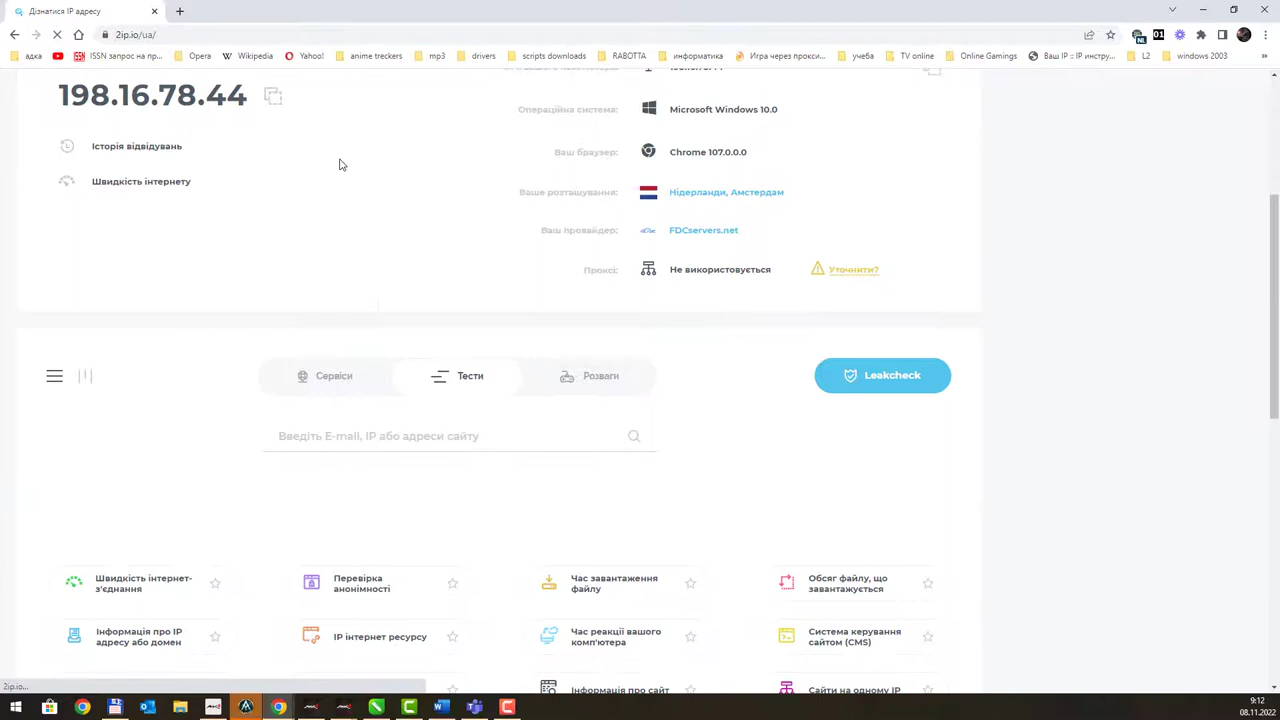 Дізнатися IP адресу
2ip.io/ua/
NL
01
адка
ISSN запрос на пр...
Opera
Wikipedia
Yahoo!
anime treckers
mp3
drivers
scripts downloads
RABOTTA
информатика
Игра через прокси...
учеба
TV online
Online Gamings
Ваш IP :: IP инстру...
L2
windows 2003
»
198.16.78.44
Операційна система:
Microsoft Windows 10.0
Історія відвідувань
Ваш браузер:
Chrome 107.0.0.0
Швидкість інтернету
Ваше розташування:
Нідерланди, Амстердам
Ваш провайдер:
FDCservers.net
Проксі:
Не використовується
Уточнити?
Сервіси
Тести
Розваги
Leakcheck
Введіть E-mail, IP або адреси сайту
Швидкість інтернет-
з'єднання
Перевірка
анонімності
Час завантаження
файлу
Обсяг файлу, що
завантажується
Інформація про IP
адресу або домен
IP інтернет ресурсу
Час реакції вашого
комп'ютера
Система керування
сайтом (CMS)
Інформація про сайт
Сайти на одному IP
2ip.io...
9:12
08.11.2022